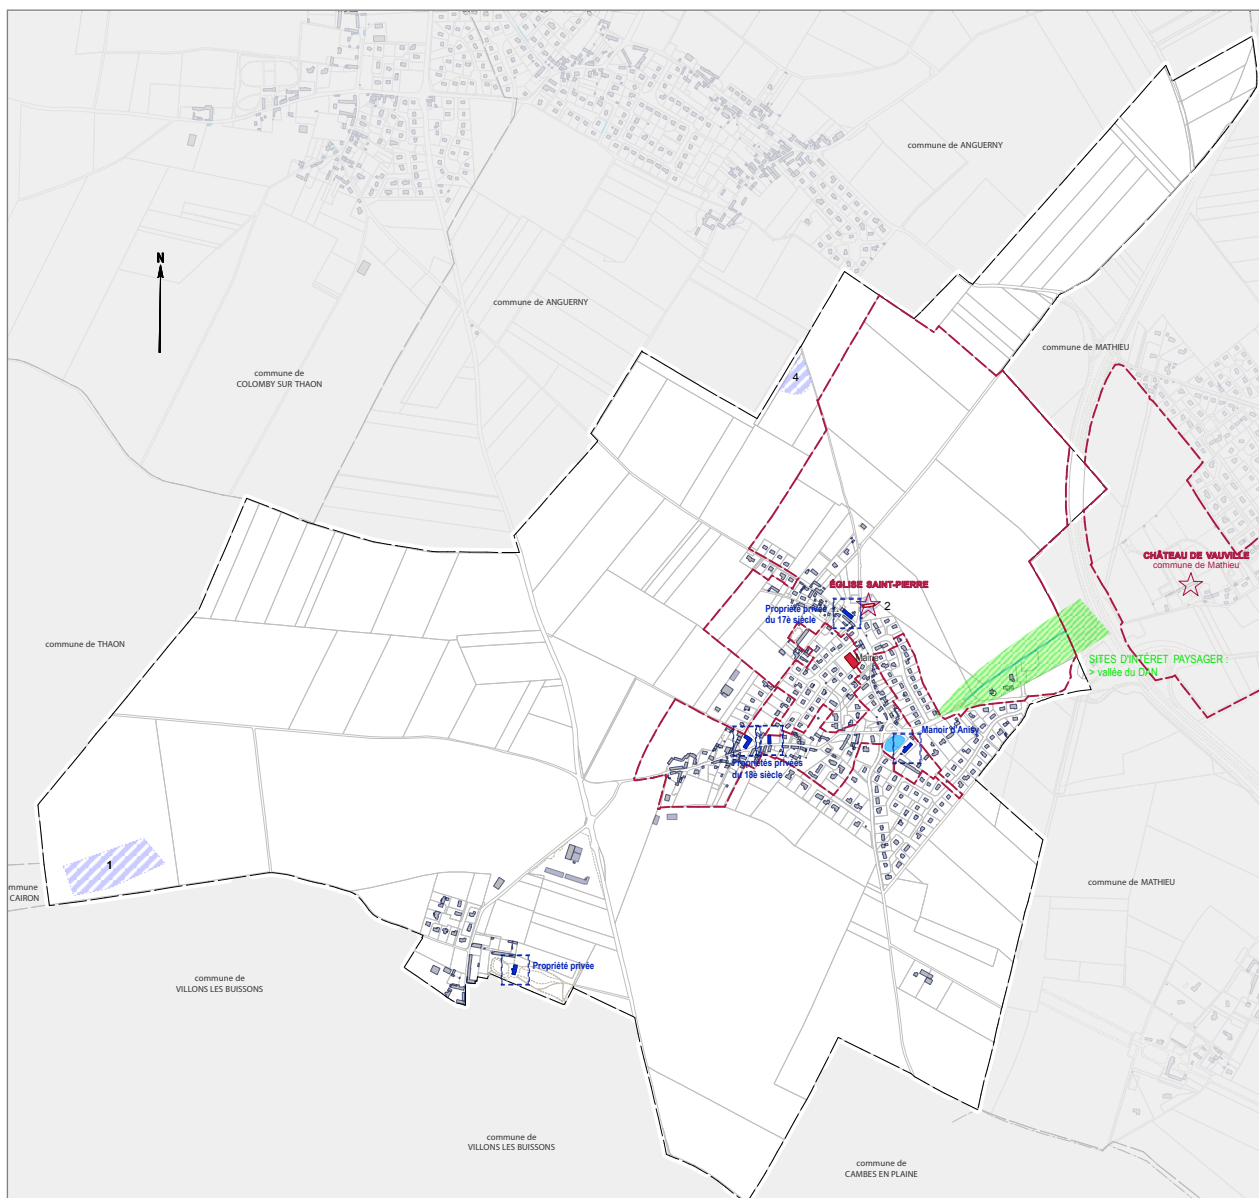 commune de ANGUERNY
N
commune de ANGUERNY
commune de MATHIEU
commune de
COLOMBY SUR THAON
4
CHÂTEAU DE VAUVILLE
commune de Mathieu
ÉGLISE SAINT-PIERRE
2
Propriété privée
du 17è siècle
commune de THAON
Mairie
SITES D'INTÉRET PAYSAGER :
> vallée du DAN
Manoir d'Anisy
Propriétés privées
du 18è siècle
1
mmune
CAIRON
commune de MATHIEU
Propriété privée
commune de
VILLONS LES BUISSONS
commune de
VILLONS LES BUISSONS
commune de
CAMBES EN PLAINE